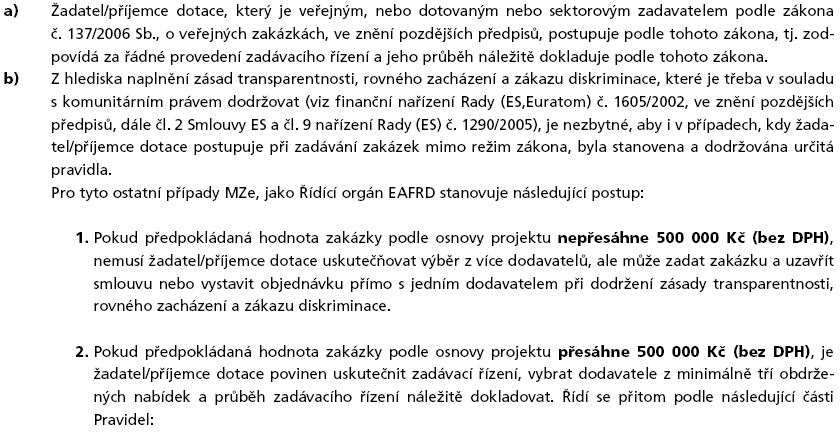 a) Žadatel/příjemce dotace, který je veřejným, nebo dotovaným nebo sektorovým zadavatelem podle zákona
č. 137/2006 Sb., o veřejných zakázkách, ve znění pozdějších předpisů, postupuje podle tohoto zákona, tj. zod-
povídá za řádné provedení zadávacího řízení a jeho průběh náležitě dokladuje podle tohoto zákona.
b) Z hlediska naplnění zásad transparentnosti, rovného zacházení a zákazu diskriminace, které je třeba v souladu
s komunitárním právem dodržovat (viz finanční nařízení Rady (ES,Euratom) č. 1605/2002, ve znění pozdějších
předpisů, dále čl. 2 Smlouvy ES a čl. 9 nařízení Rady (ES) č. 1290/2005), je nezbytné, aby i v případech, kdy žada-
tel/příjemce dotace postupuje při zadávání zakázek mimo režim zákona, byla stanovena a dodržována určitá
pravidla.
Pro tyto ostatní případy MZe, jako Řídící orgán EAFRD stanovuje následující postup:
1. Pokud předpokládaná hodnota zakázky podle osnovy projektu nepřesáhne 500 000 Kč (bez DPH),
nemusí žadatel/příjemce dotace uskutečňovat výběr z více dodavatelů, ale může zadat zakázku a uzavřít
smlouvu nebo vystavit objednávku přímo s jedním dodavatelem při dodržení zásady transparentnosti,
rovného zacházení a zákazu diskriminace.
2. Pokud předpokládaná hodnota zakázky podle osnovy projektu přesáhne 500 000 Kč (bez DPH), je
žadatel/příjemce dotace povinen uskutečnit zadávací řízení, vybrat dodavatele z minimálně tří obdrže-
ných nabídek a průběh zadávacího řízení náležitě dokladovat. Řídí se přitom podle následující části
Pravidel: